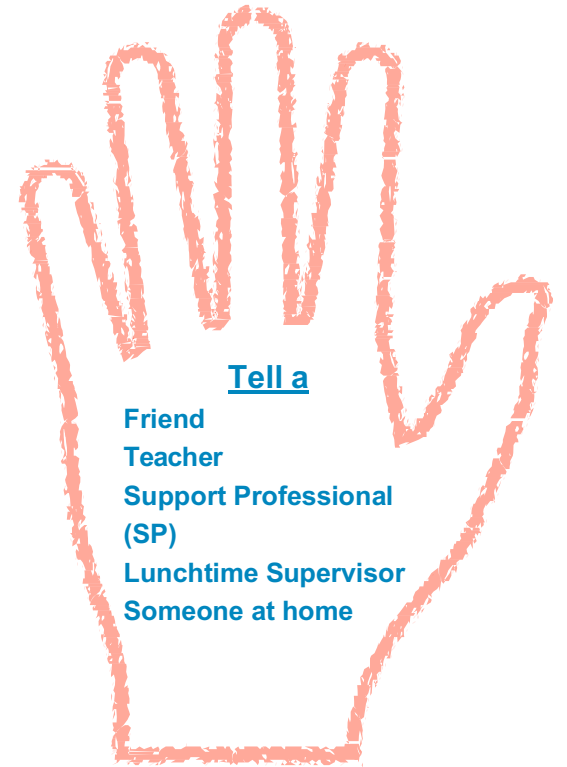 Tell a
Friend
Teacher
Support Professional
(SP)
Lunchtime Supervisor
Someone at home